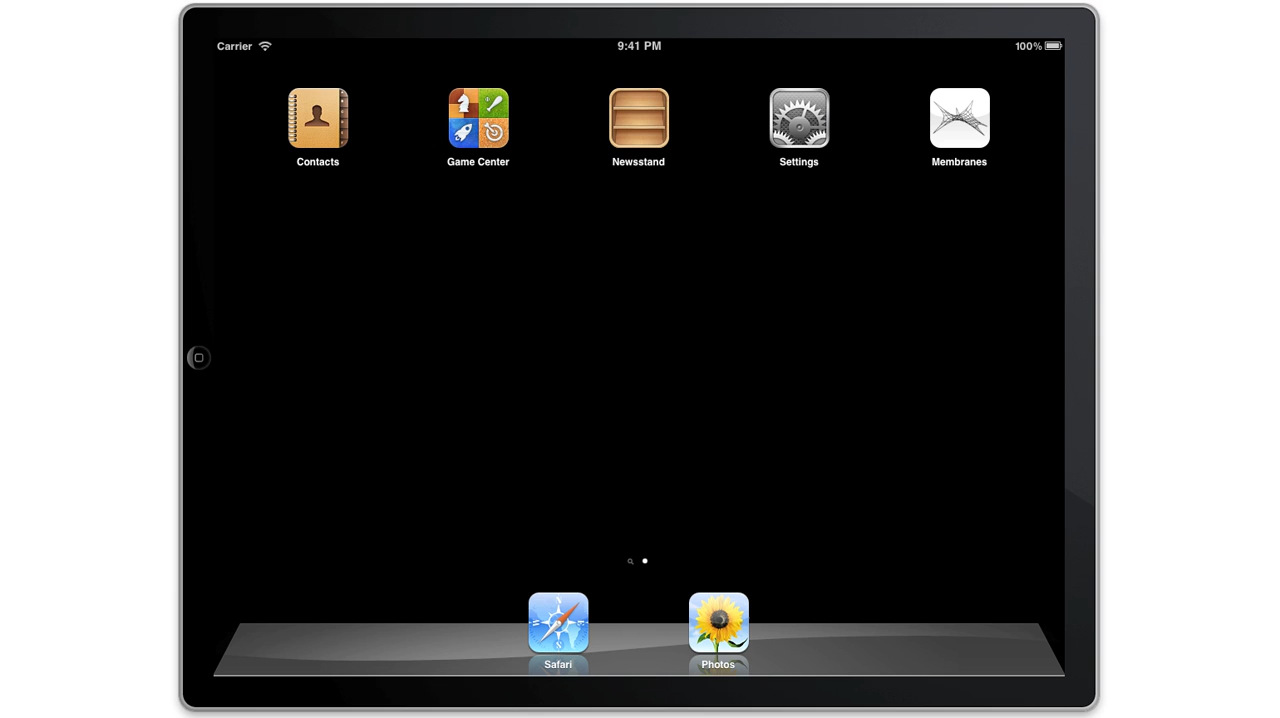 Carrier 9:41 PM 100%
Contacts Game Center Newsstand Settings Membranes
Safari Photos